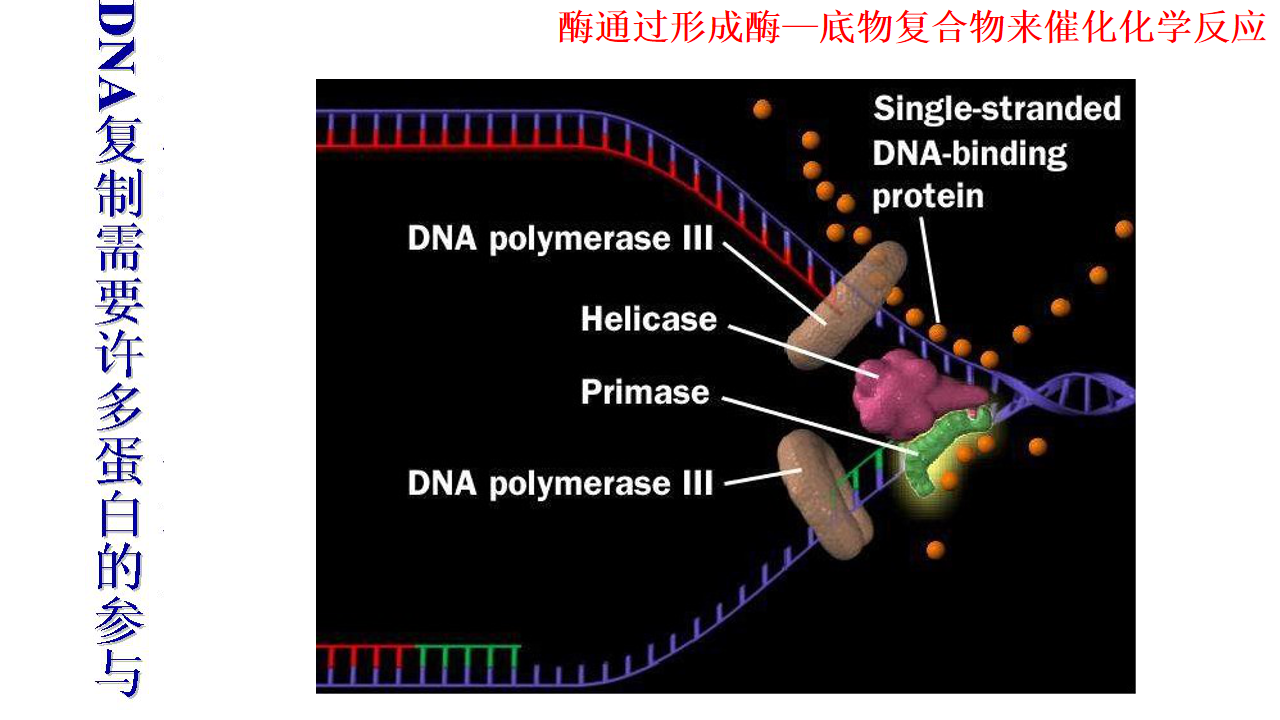 DNA复制需要许多蛋白的参与
酶通过形成酶—底物复合物来催化化学反应
Single-stranded
DNA-binding
protein
DNA polymerase III
Helicase
Primase
DNA polymerase III